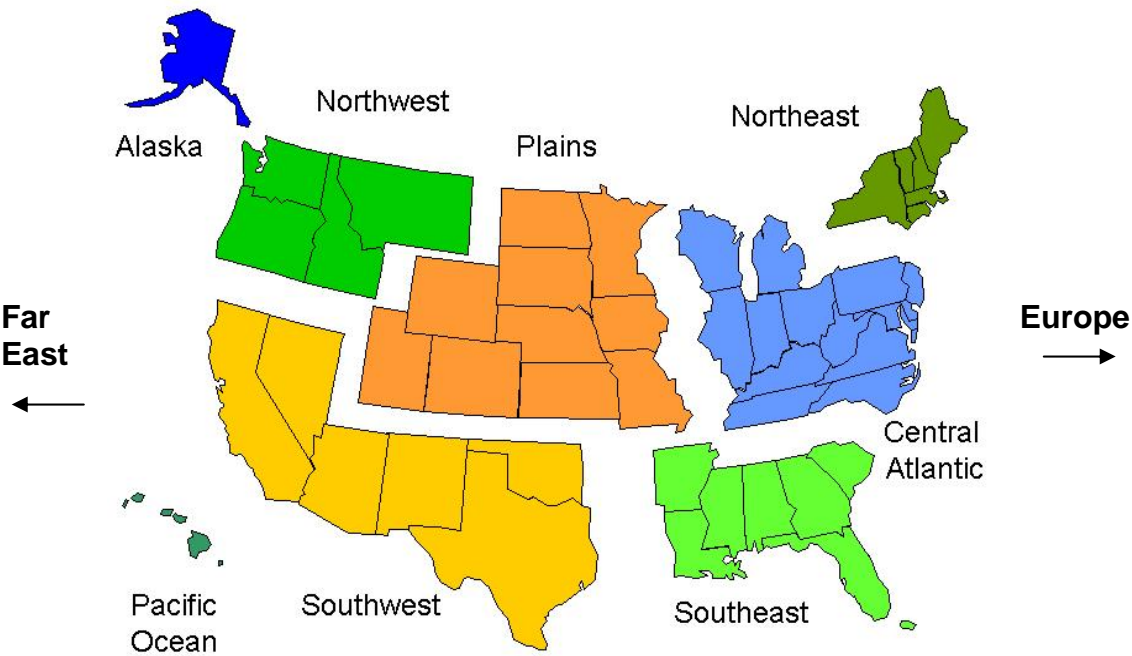 Northwest
Northeast
Alaska
Plains
Far
East
Europe
Central
Atlantic
Pacific
Ocean
Southwest
Southeast